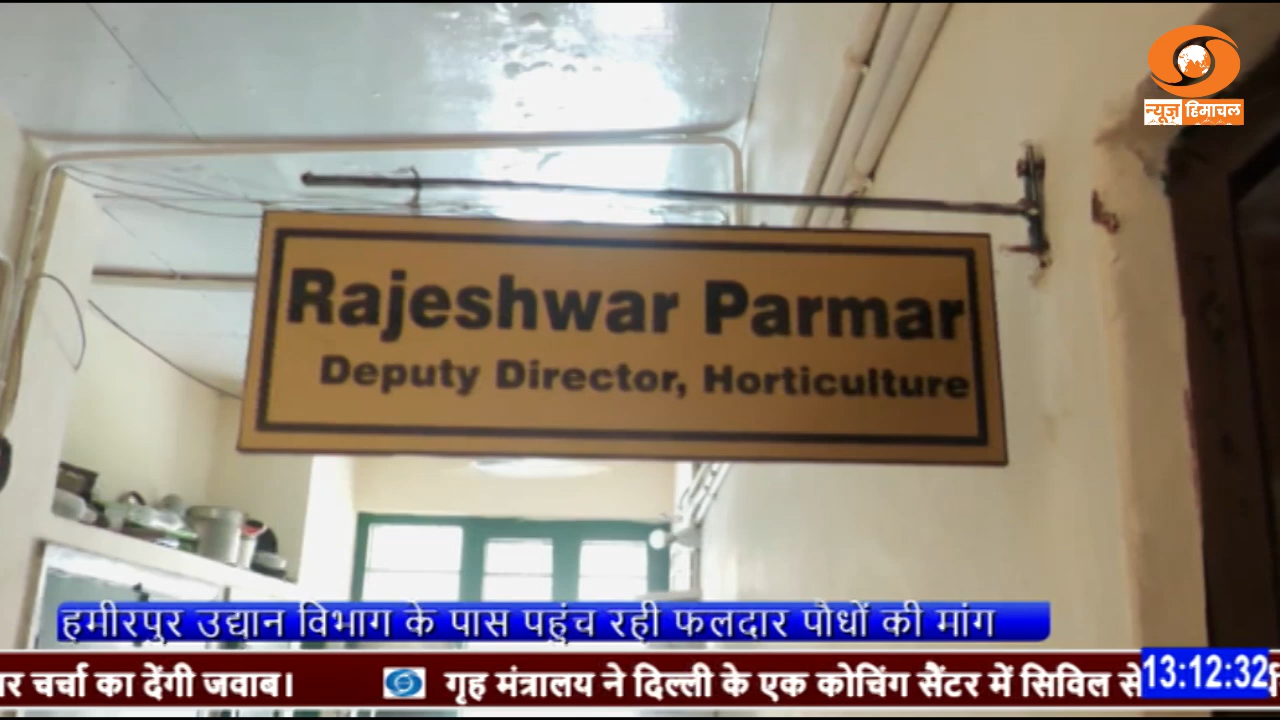 न्यूज़ हिमाचल
Rajeshwar Parmar
Deputy Director, Horticulture
हमीरपुर उद्यान विभाग के पास पहुंच रही फलदार पौधों की मांग
र चर्चा का देंगी जवाब। गृह मंत्रालय ने दिल्ली के एक कोचिंग सैंटर में सिविल से
13:12:32